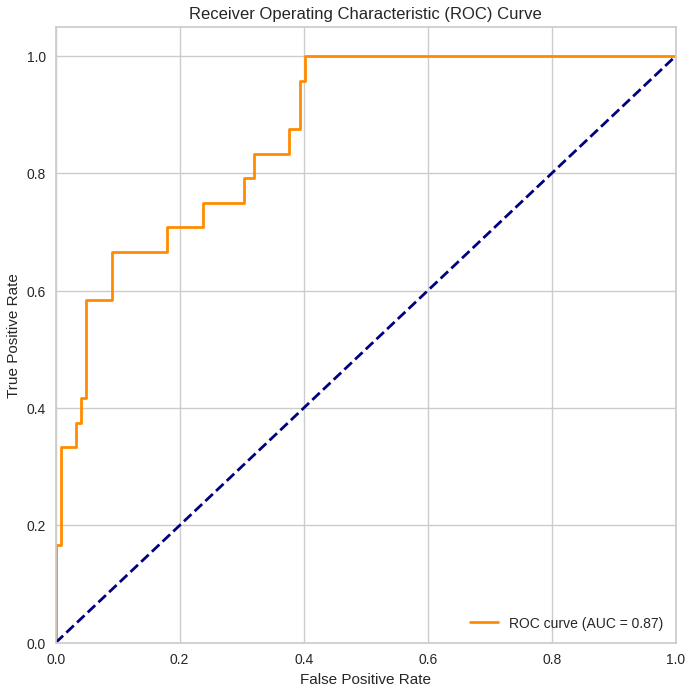 Receiver Operating Characteristic (ROC) Curve
1.0
0.8
0.6
0.4
0.2
0.0
True Positive Rate
ROC curve (AUC = 0.87)
0.0 0.2 0.4 0.6 0.8 1.0
False Positive Rate